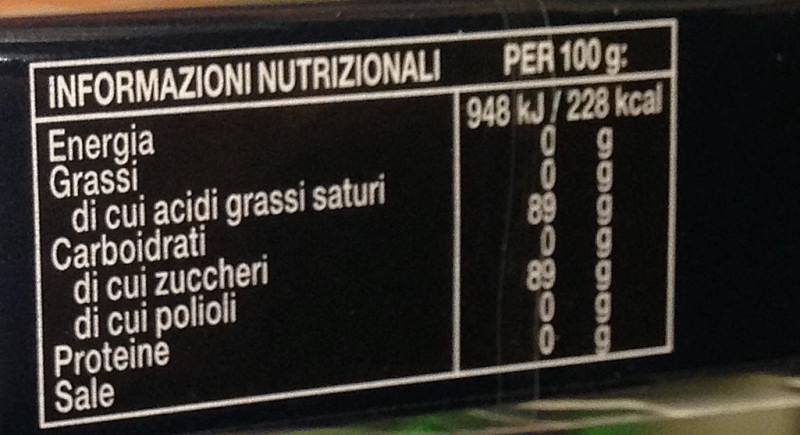 INFORMAZIONI NUTRIZIONALI PER 100 g:
Energia 948 kJ / 228 kcal
Grassi 0 g
di cui acidi grassi saturi 0 g
Carboidrati 89 g
di cui zuccheri 0 g
di cui polioli 89 g
Proteine 0 g
Sale 0 g